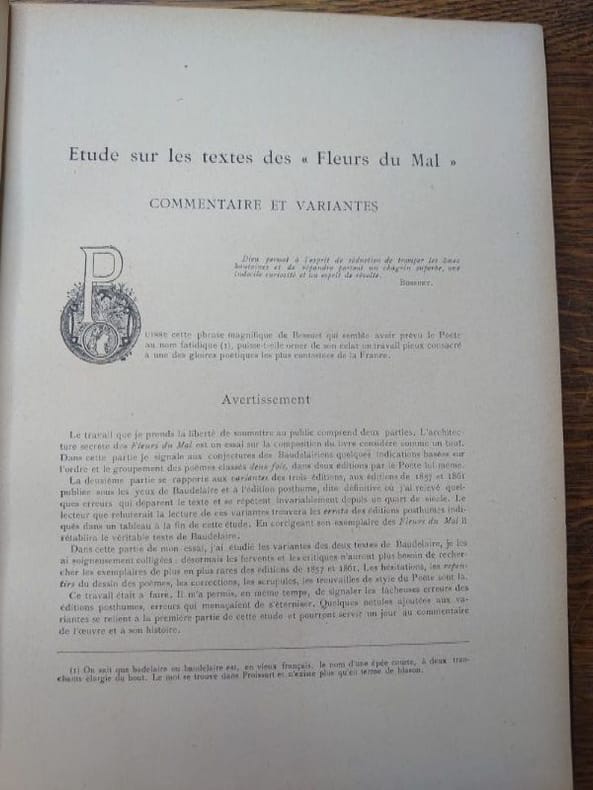 Etude sur les textes des « Fleurs du Mal »
COMMENTAIRE ET VARIANTES
Dieu permet à l'esprit de séduction de tromper les âmes
hautaines et de répandre partout un chagrin superbe, une
indocile curiosité et un esprit de révolte.
BOSSUET.
PUISSE cette phrase magnifique de Bossuet qui semble avoir prévu le Poète
au nom fatidique (1), puisse-t-elle orner de son éclat un travail pieux consacré
à une des gloires poétiques les plus certaines de la France.
Avertissement
Le travail que je prends la liberté de soumettre au public comprend deux parties. L'architec-
ture secrète des Fleurs du Mal est un essai sur la composition du livre considéré comme un tout.
Dans cette partie je signale aux conjectures des Baudelairiens quelques indications basées sur
l'ordre et le groupement des poèmes classés deux fois, dans deux éditions par le Poète lui-même.
La deuxième partie se rapporte aux variantes des trois éditions, aux éditions de 1857 et 1861
publiées sous les yeux de Baudelaire et à l'édition posthume, dite définitive où j'ai relevé quel-
ques erreurs qui déparent le texte et se répètent invariablement depuis un quart de siècle. Le
lecteur que rebuterait la lecture de ces variantes trouvera les errata des éditions posthumes indi-
qués dans un tableau à la fin de cette étude. En corrigeant son exemplaire des Fleurs du Mal il
rétablira le véritable texte de Baudelaire.
Dans cette partie de mon essai, j'ai étudié les variantes des deux textes de Baudelaire, je les
ai soigneusement colligées : désormais les fervents et les critiques n'auront plus besoin de recher-
cher les exemplaires de plus en plus rares des éditions de 1857 et 1861. Les hésitations, les repen-
tirs du dessin des poèmes, les corrections, les scrupules, les trouvailles de style du Poète sont là.
Ce travail était à faire. Il m'a permis, en même temps, de signaler les fâcheuses erreurs des
éditions posthumes, erreurs qui menaçaient de s'éterniser. Quelques notules ajoutées aux va-
riantes se relient à la première partie de cette étude et pourront servir un jour au commentaire
de l'œuvre et à son histoire.
(1) On sait que badelaire ou baudelaire est, en vieux français, le nom d'une épée courte, à deux tran-
chants élargie du bout. Le mot se trouve dans Froissart et n'existe plus qu'en terme de blason.